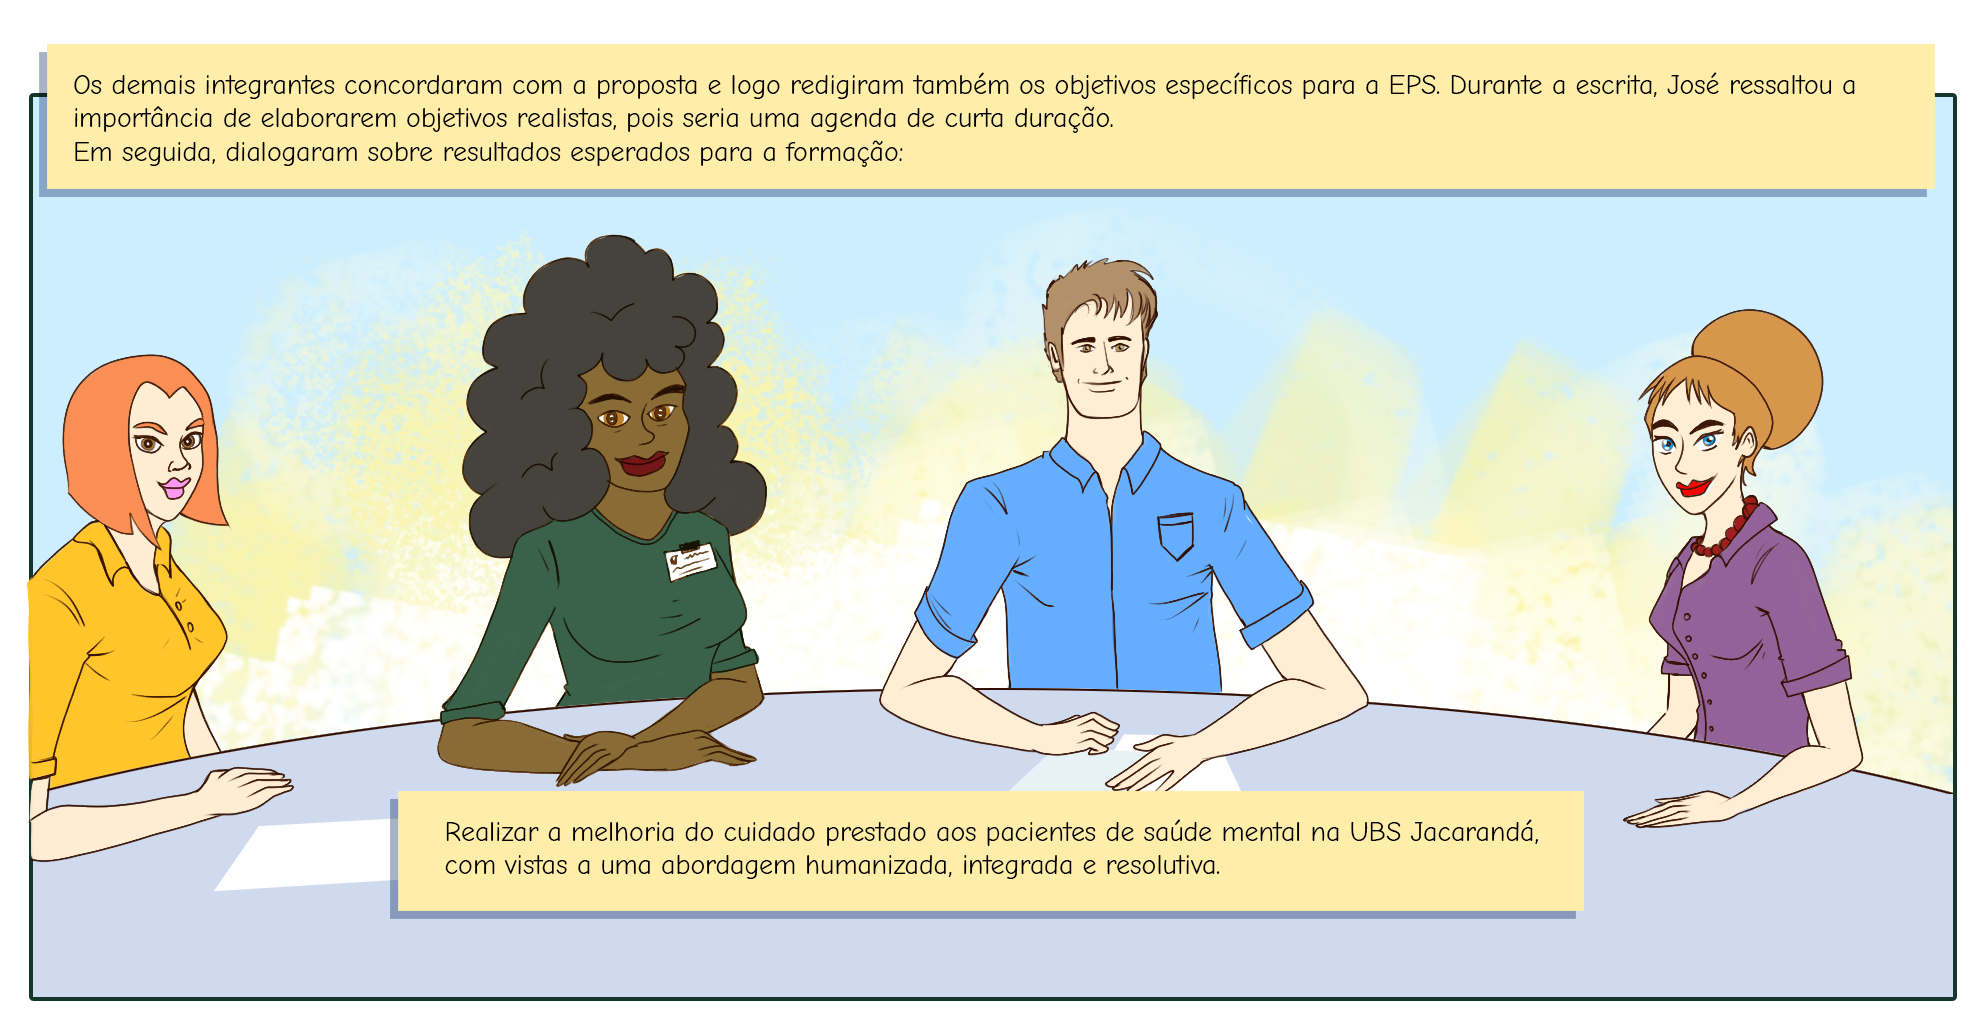 Os demais integrantes concordaram com a proposta e logo redigiram também os objetivos específicos para a EPS. Durante a escrita, José ressaltou a
importância de elaborarem objetivos realistas, pois seria uma agenda de curta duração.
Em seguida, dialogaram sobre resultados esperados para a formação:
Realizar a melhoria do cuidado prestado aos pacientes de saúde mental na UBS Jacarandá,
com vistas a uma abordagem humanizada, integrada e resolutiva.